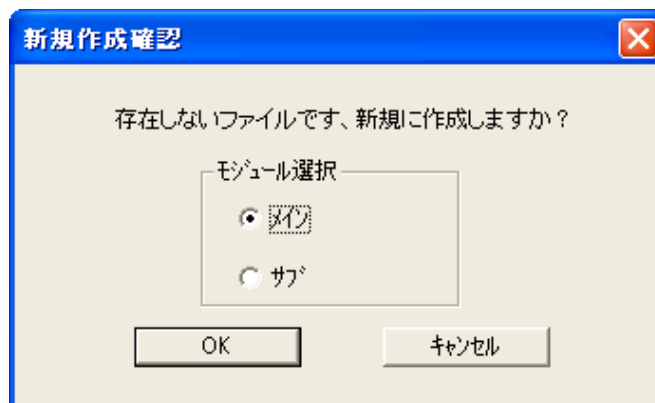 新規作成確認
存在しないファイルです、新規に作成しますか？
ﾓｼﾞｭｰﾙ選択
ﾒｲﾝ
ｻﾌﾞ
OK
ｷｬﾝｾﾙ